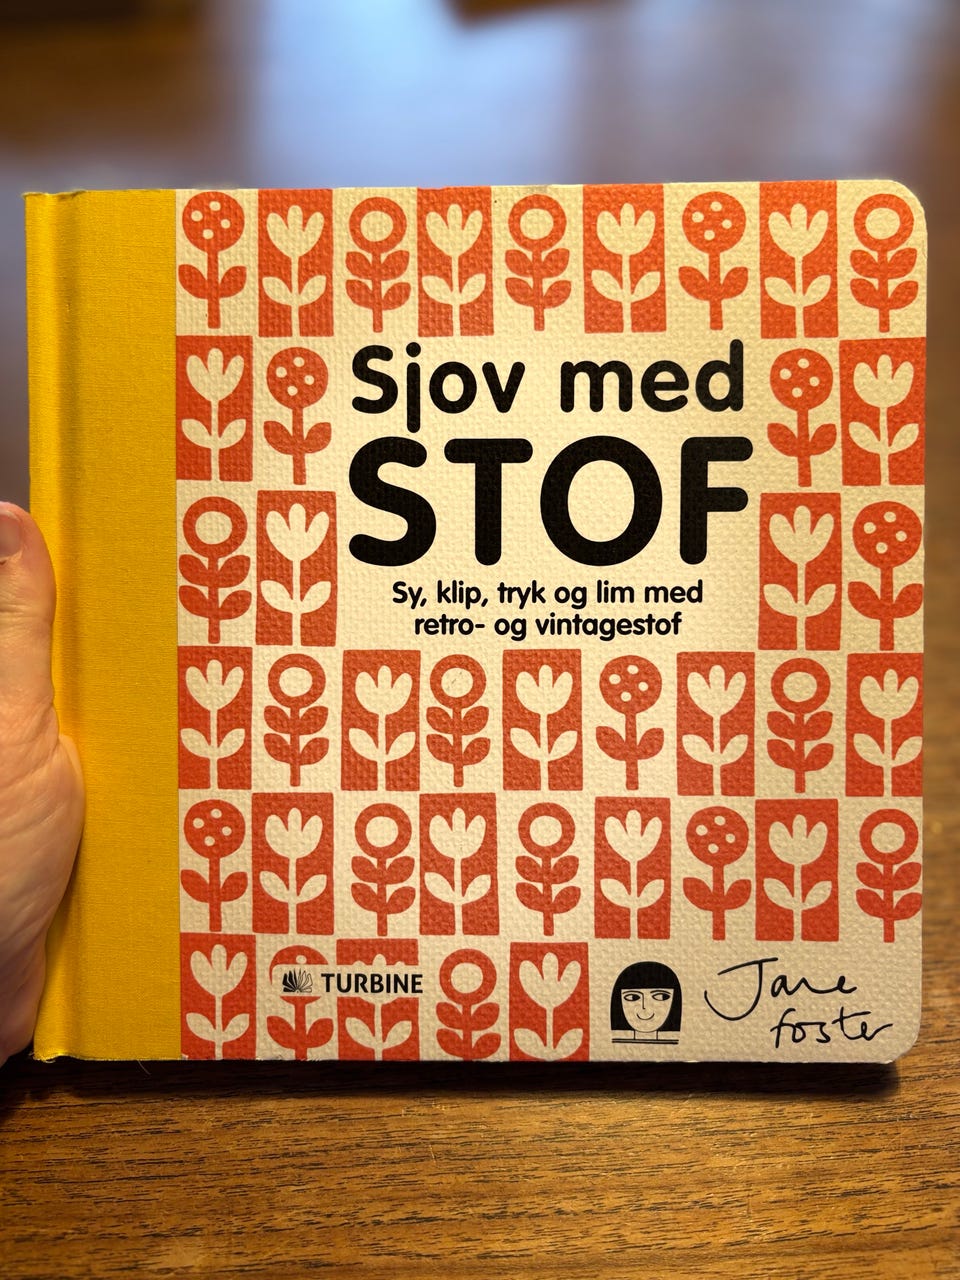 Sjov med
STOF
Sy, klip, tryk og lim med
retro- og vintagestof
TURBINE
Jane
foster